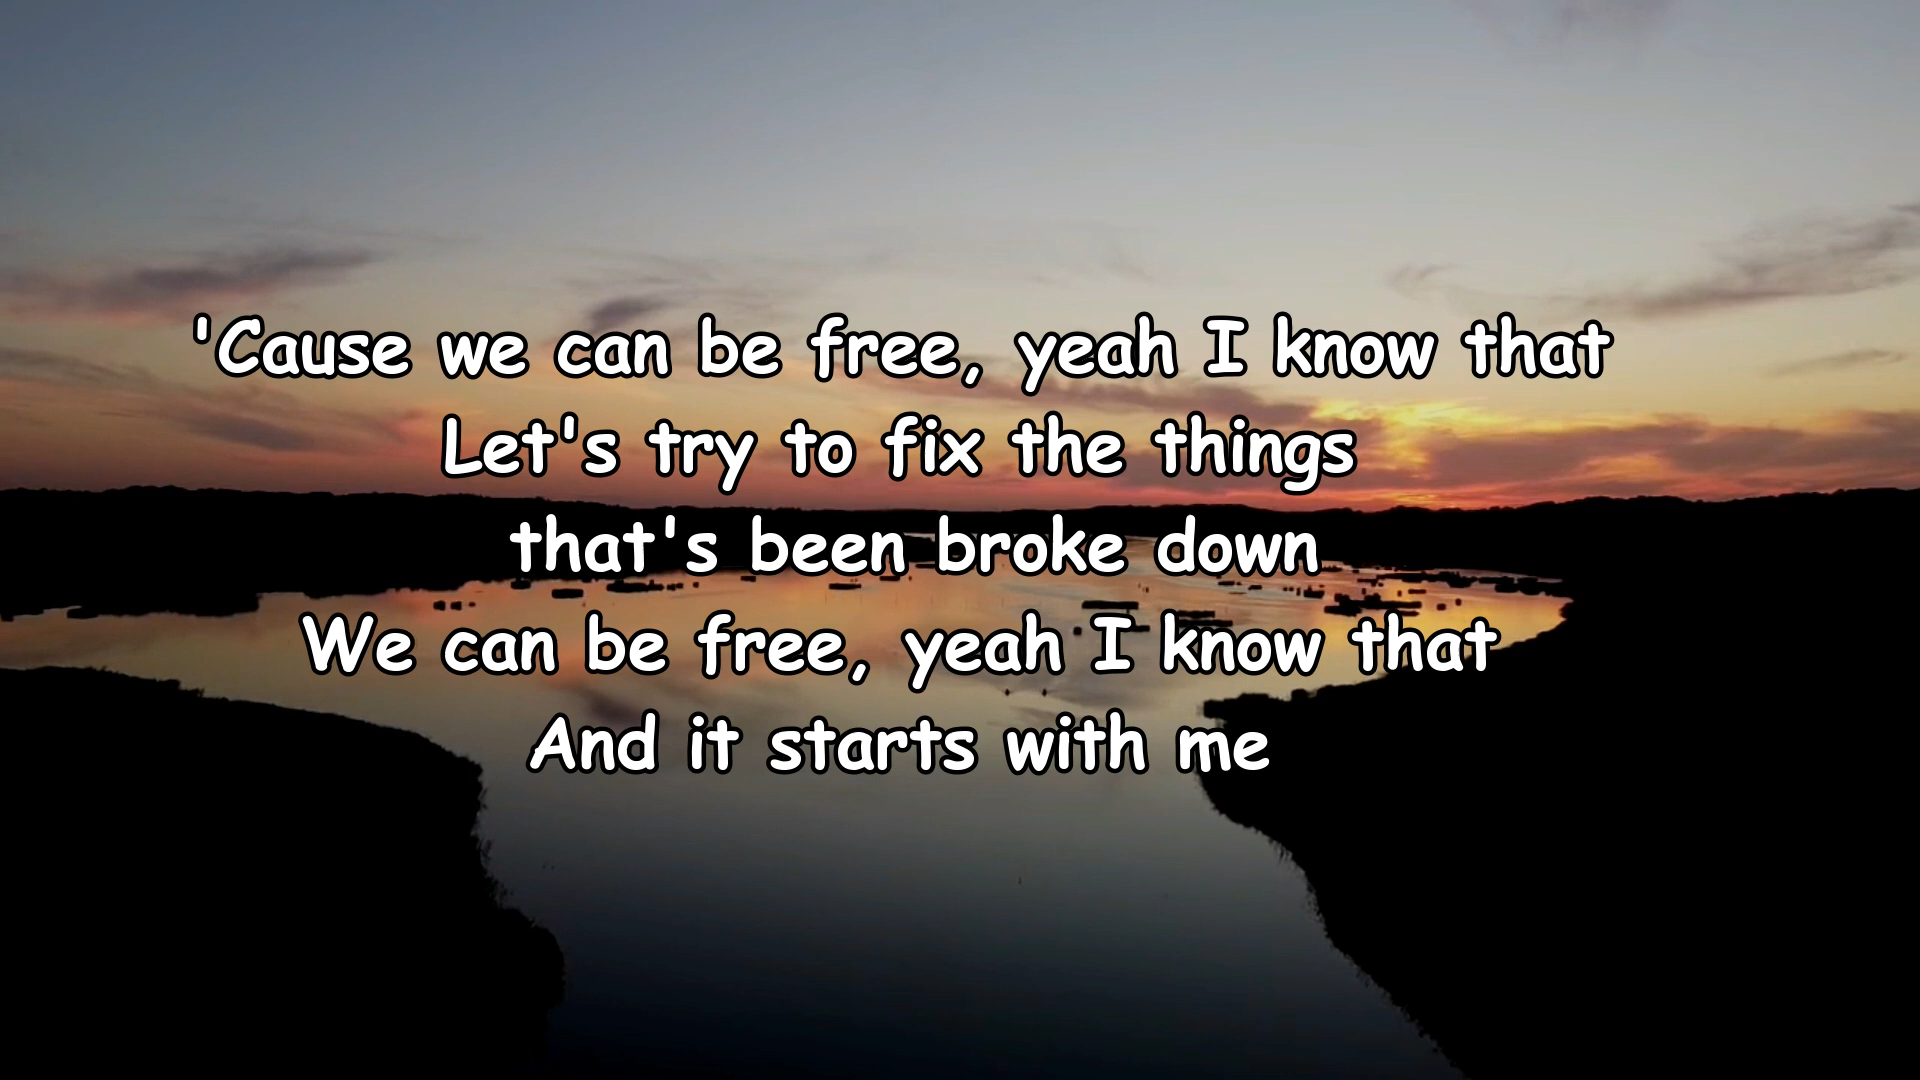 'Cause we can be free, yeah I know that
Let's try to fix the things
that's been broke down
We can be free, yeah I know that
And it starts with me